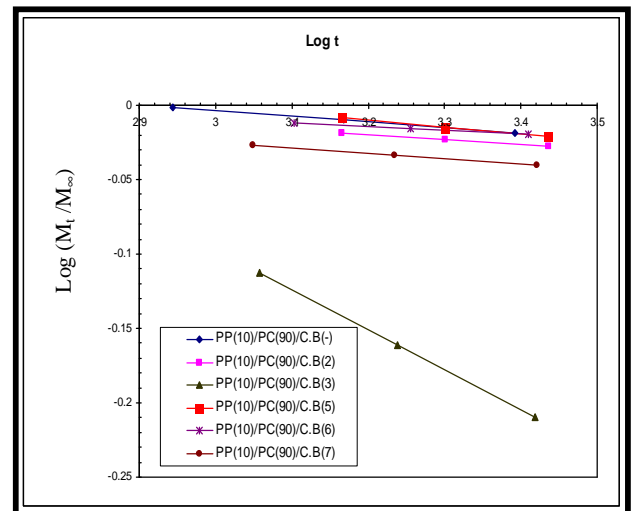 Log t
0
2.9
3
3.1
3.2
3.3
3.4
3.5
-0.05
-0.1
-0.15
-0.2
-0.25
Log (Mt /M∞)
PP(10)/PC(90)/C.B(-)
PP(10)/PC(90)/C.B(2)
PP(10)/PC(90)/C.B(3)
PP(10)/PC(90)/C.B(5)
PP(10)/PC(90)/C.B(6)
PP(10)/PC(90)/C.B(7)